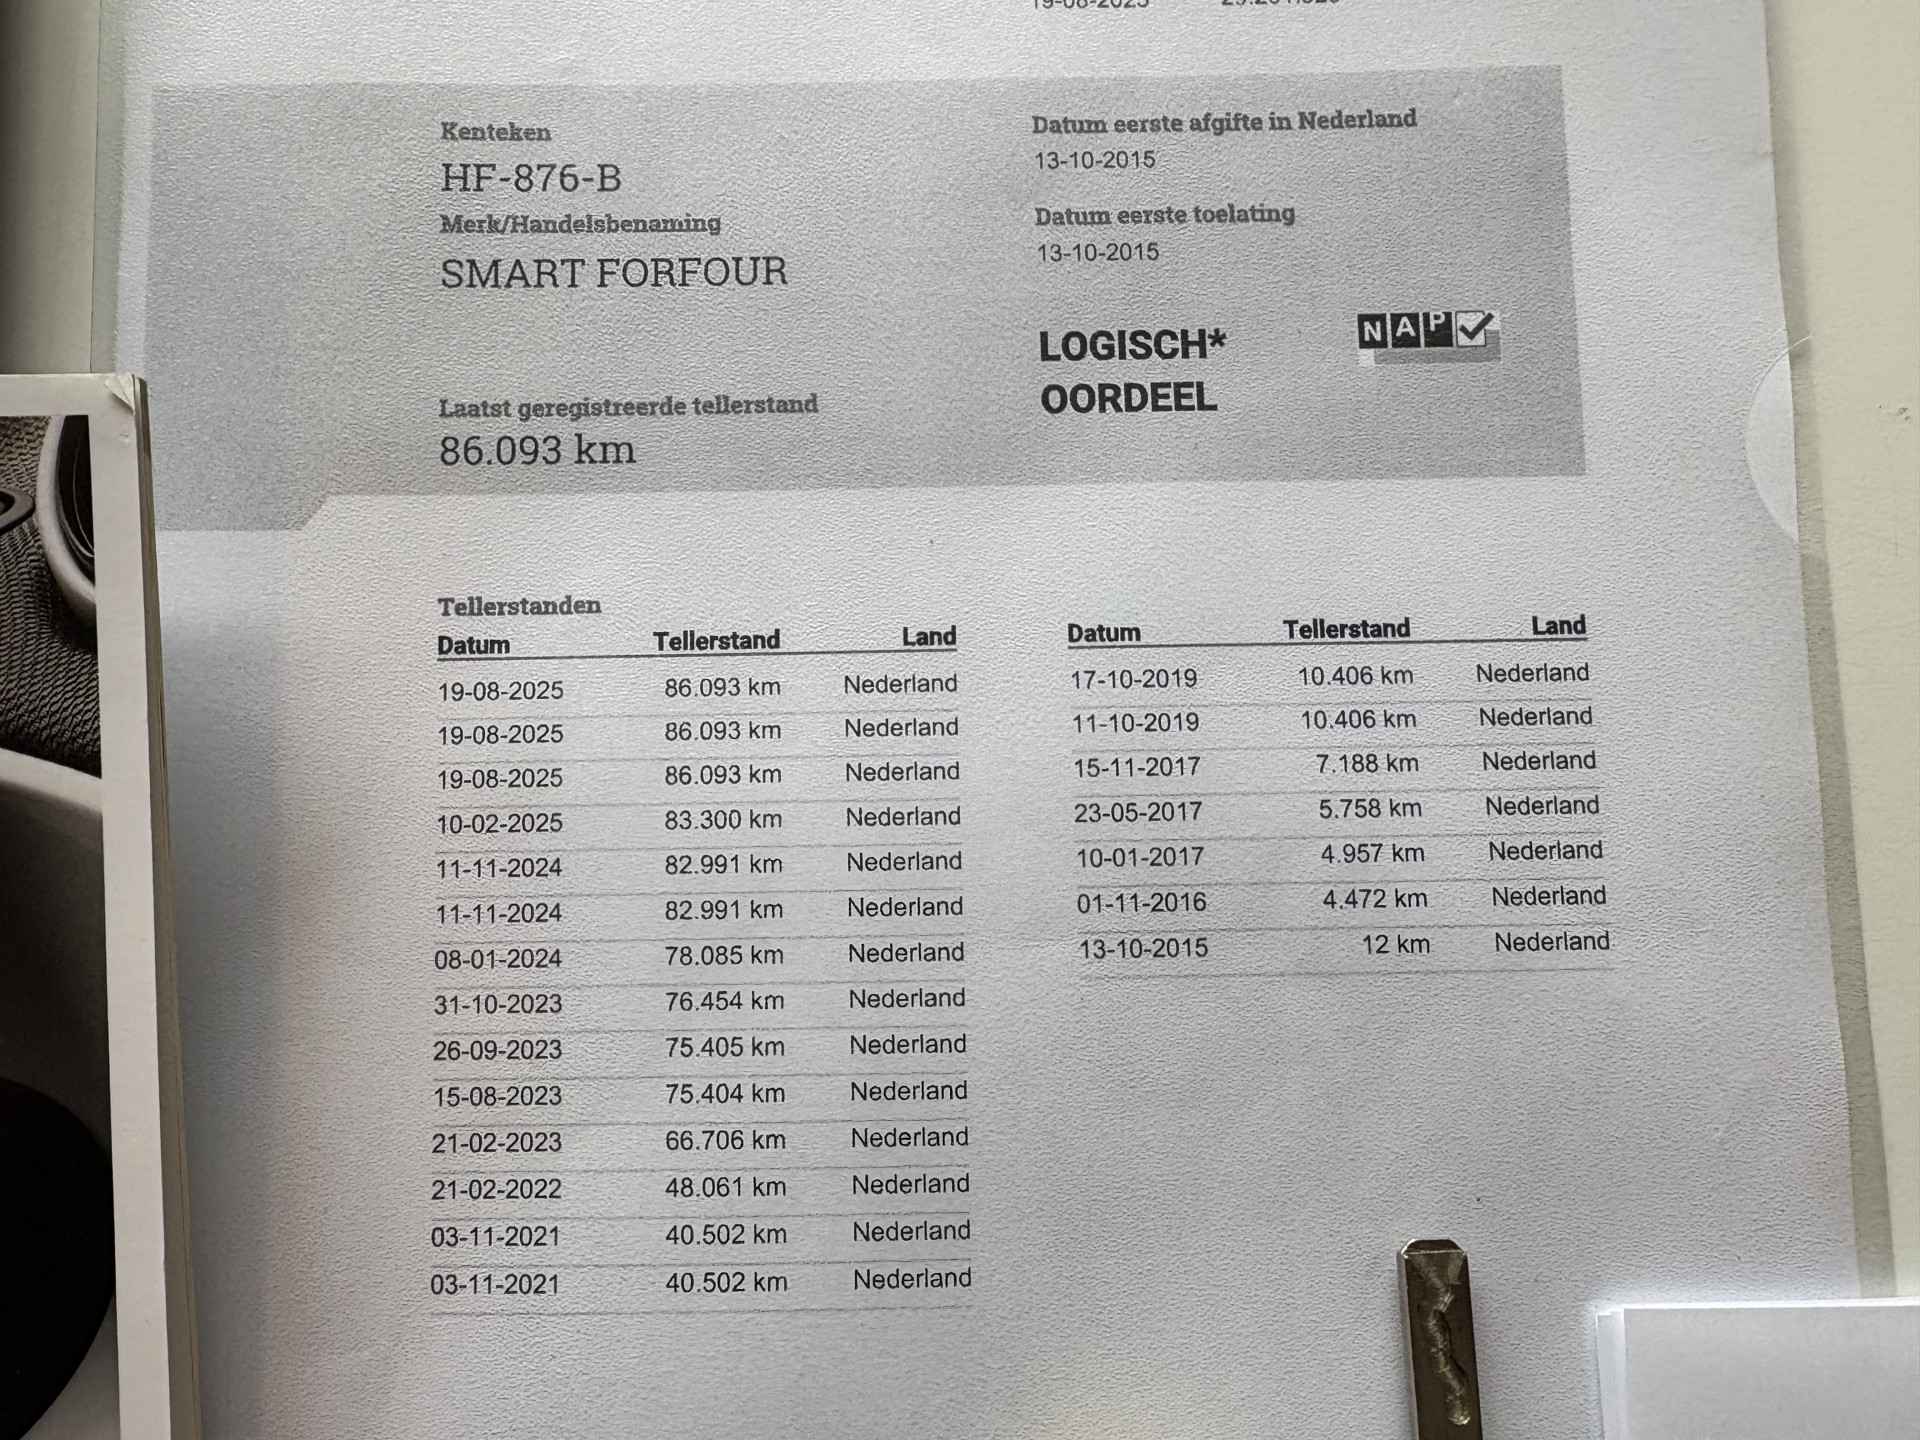 19-08-2025
Kenteken
HF-876-B
Merk/Handelsbenaming
SMART FORFOUR
Laatst geregistreerde tellerstand
86.093 km
Datum eerste afgifte in Nederland
13-10-2015
Datum eerste toelating
13-10-2015
LOGISCH*
OORDEEL
NAP
Tellerstanden
Datum Tellerstand Land
19-08-2025 86.093 km Nederland
19-08-2025 86.093 km Nederland
19-08-2025 86.093 km Nederland
10-02-2025 83.300 km Nederland
11-11-2024 82.991 km Nederland
11-11-2024 82.991 km Nederland
08-01-2024 78.085 km Nederland
31-10-2023 76.454 km Nederland
26-09-2023 75.405 km Nederland
15-08-2023 75.404 km Nederland
21-02-2023 66.706 km Nederland
21-02-2022 48.061 km Nederland
03-11-2021 40.502 km Nederland
03-11-2021 40.502 km Nederland
Datum Tellerstand Land
17-10-2019 10.406 km Nederland
11-10-2019 10.406 km Nederland
15-11-2017 7.188 km Nederland
23-05-2017 5.758 km Nederland
10-01-2017 4.957 km Nederland
01-11-2016 4.472 km Nederland
13-10-2015 12 km Nederland